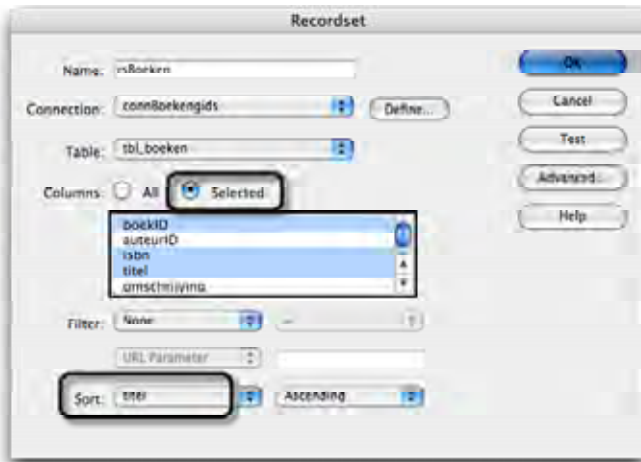 Recordset
Name: rsBoeken
Connection: connBoekengids Define...
Table: tbl_boeken
Columns: All Selected
boekID
auteurID
isbn
titel
omschrijving
Filter: None
URL Parameter
Sort: titel Ascending
OK
Cancel
Test
Advanced...
Help